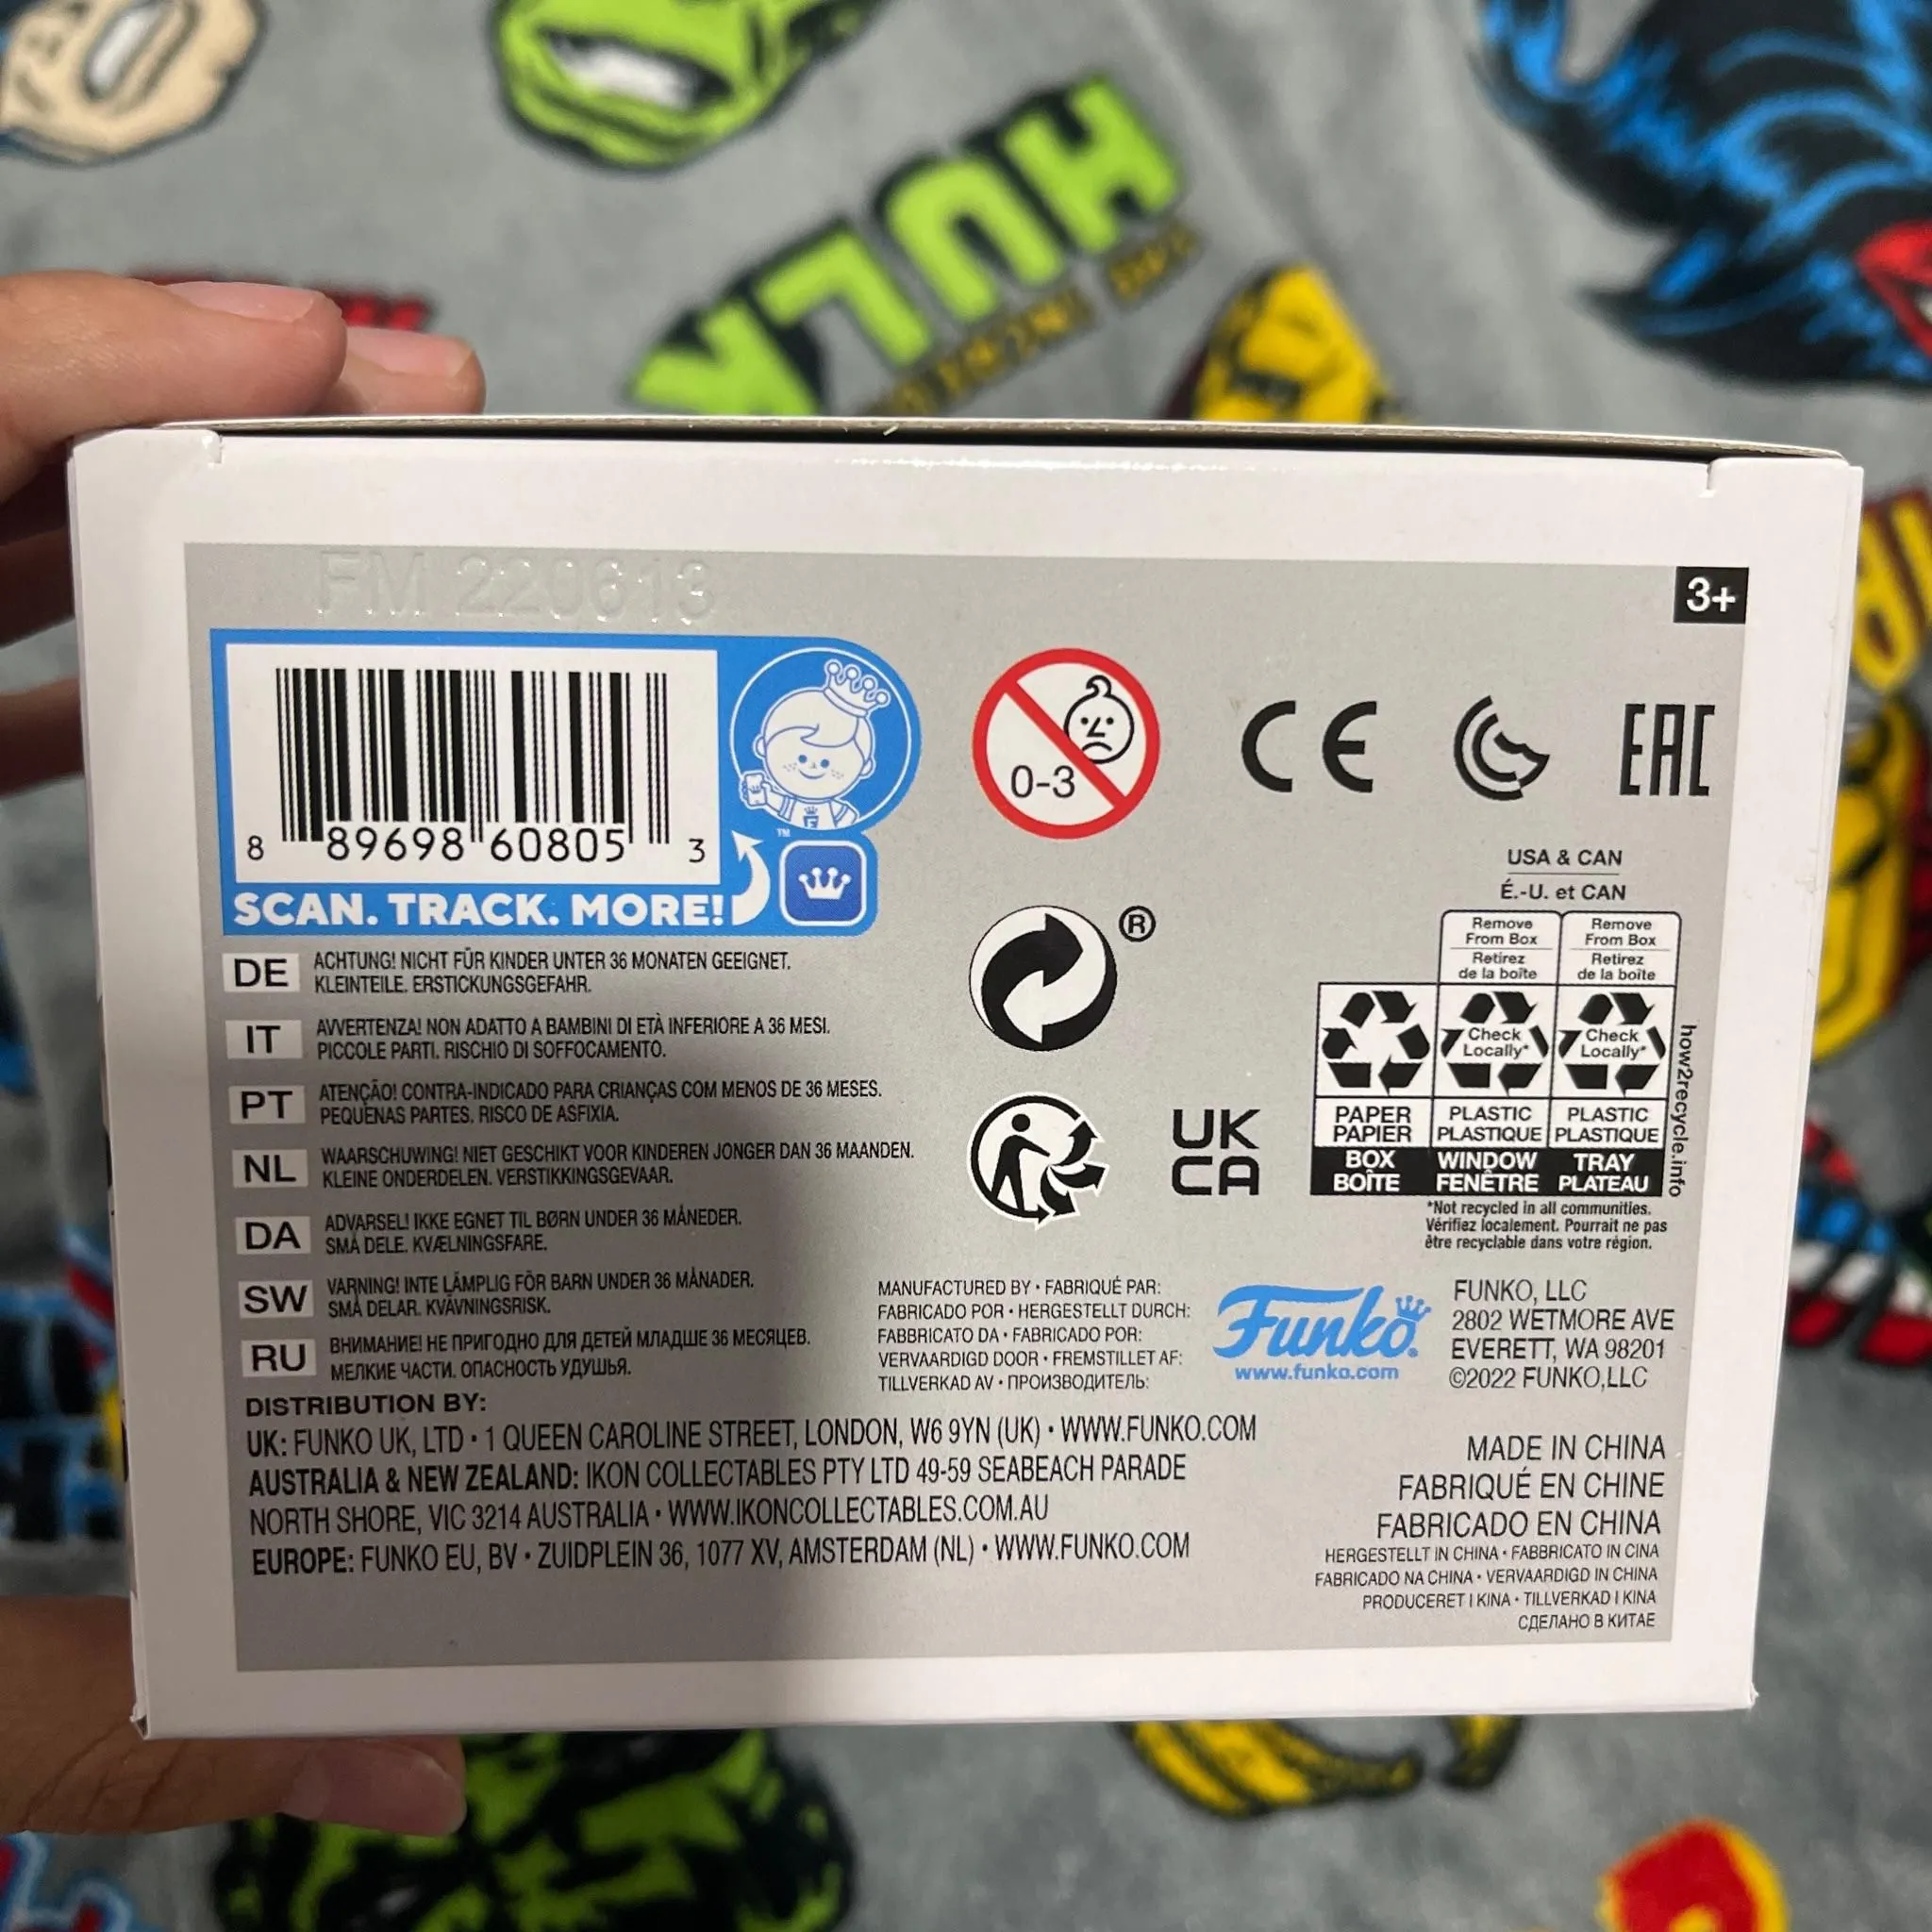 HULK
THE INCREDIBLE
FM 220613
3+
8 89698 60805 3
™
SCAN. TRACK. MORE!
0-3
CE
EAC
USA & CAN
É.-U. et CAN
Remove
From Box
Retirez
de la boîte
Remove
From Box
Retirez
de la boîte
®
Check
Locally*
Check
Locally*
PAPER
PAPIER
PLASTIC
PLASTIQUE
PLASTIC
PLASTIQUE
BOX
BOÎTE
WINDOW
FENÊTRE
TRAY
PLATEAU
how2recycle.info
*Not recycled in all communities.
Vérifiez localement. Pourrait ne pas
être recyclable dans votre région.
UK
CA
DE ACHTUNG! NICHT FÜR KINDER UNTER 36 MONATEN GEEIGNET.
KLEINTEILE. ERSTICKUNGSGEFAHR.
IT AVVERTENZA! NON ADATTO A BAMBINI DI ETÀ INFERIORE A 36 MESI.
PICCOLE PARTI. RISCHIO DI SOFFOCAMENTO.
PT ATENÇÃO! CONTRA-INDICADO PARA CRIANÇAS COM MENOS DE 36 MESES.
PEQUENAS PARTES. RISCO DE ASFIXIA.
NL WAARSCHUWING! NIET GESCHIKT VOOR KINDEREN JONGER DAN 36 MAANDEN.
KLEINE ONDERDELEN. VERSTIKKINGSGEVAAR.
DA ADVARSEL! IKKE EGNET TIL BØRN UNDER 36 MÅNEDER.
SMÅ DELE. KVÆLNINGSFARE.
SW VARNING! INTE LÄMPLIG FÖR BARN UNDER 36 MÅNADER.
SMÅ DELAR. KVÄVNINGSRISK.
RU ВНИМАНИЕ! НЕ ПРИГОДНО ДЛЯ ДЕТЕЙ МЛАДШЕ 36 МЕСЯЦЕВ.
МЕЛКИЕ ЧАСТИ. ОПАСНОСТЬ УДУШЬЯ.
MANUFACTURED BY • FABRIQUÉ PAR:
FABRICADO POR • HERGESTELLT DURCH:
FABBRICATO DA • FABRICADO POR:
VERVAARDIGD DOOR • FREMSTILLET AF:
TILLVERKAD AV • ПРОИЗВОДИТЕЛЬ:
Funko®
www.funko.com
FUNKO, LLC
2802 WETMORE AVE
EVERETT, WA 98201
©2022 FUNKO,LLC
DISTRIBUTION BY:
UK: FUNKO UK, LTD • 1 QUEEN CAROLINE STREET, LONDON, W6 9YN (UK) • WWW.FUNKO.COM
AUSTRALIA & NEW ZEALAND: IKON COLLECTABLES PTY LTD 49-59 SEABEACH PARADE
NORTH SHORE, VIC 3214 AUSTRALIA • WWW.IKONCOLLECTABLES.COM.AU
EUROPE: FUNKO EU, BV • ZUIDPLEIN 36, 1077 XV, AMSTERDAM (NL) • WWW.FUNKO.COM
MADE IN CHINA
FABRIQUÉ EN CHINE
FABRICADO EN CHINA
HERGESTELLT IN CHINA • FABBRICATO IN CINA
FABRICADO NA CHINA • VERVAARDIGD IN CHINA
PRODUCERET I KINA • TILLVERKAD I KINA
СДЕЛАНО В КИТАЕ